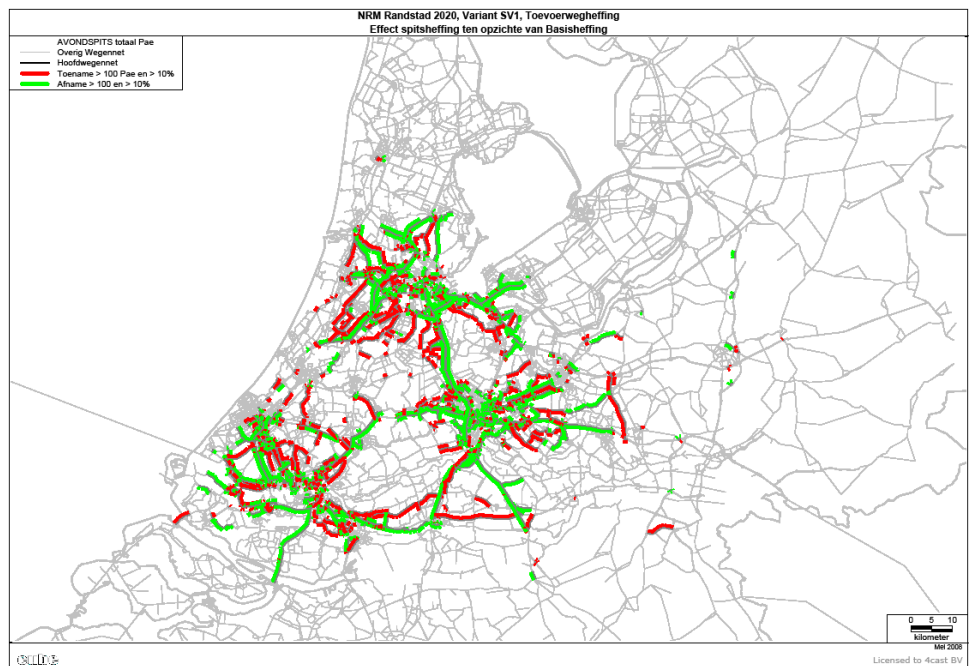 NRM Randstad 2020, Variant SV1, Toevoerwegheffing
Effect spitsheffing ten opzichte van Basisheffing
AVONDSPITS totaal Pae
Overig Wegennet
Hoofdwegennet
Toename > 100 Pae en > 10%
Afname > 100 en > 10%
0 5 10
kilometer
Mei 2008
cube
Licensed to 4cast BV